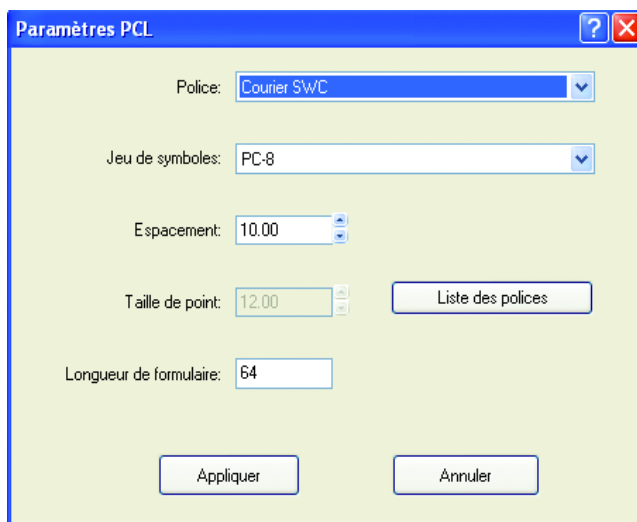 Paramètres PCL
Police: Courier SWC
Jeu de symboles: PC-8
Espacement: 10.00
Taille de point: 12.00 Liste des polices
Longueur de formulaire: 64
Appliquer Annuler